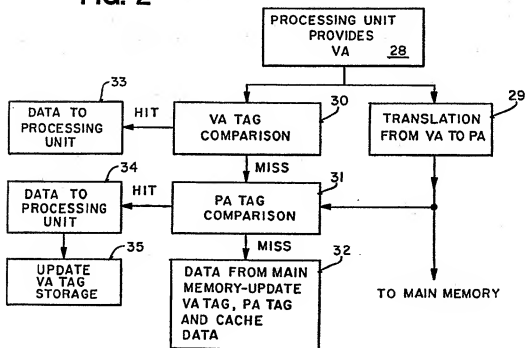 FIG. 2
PROCESSING UNIT
PROVIDES
VA 28
33
30
29
DATA TO
PROCESSING
UNIT
HIT
VA TAG
COMPARISON
TRANSLATION
FROM VA TO PA
MISS
34
31
DATA TO
PROCESSING
UNIT
HIT
PA TAG
COMPARISON
35
MISS
32
UPDATE
VA TAG
STORAGE
DATA FROM MAIN
MEMORY-UPDATE
VA TAG, PA TAG
AND CACHE
DATA
TO MAIN MEMORY